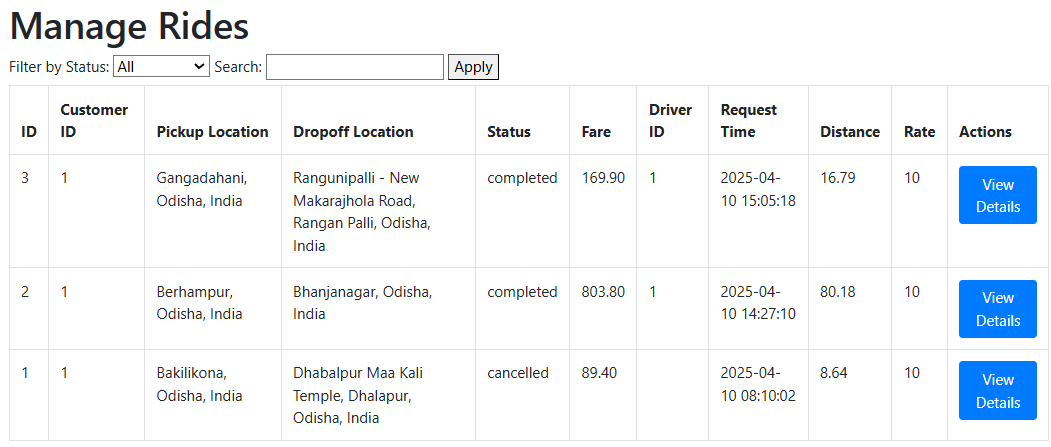 Manage Rides
Filter by Status: All Search: Apply
ID Customer ID Pickup Location Dropoff Location Status Fare Driver ID Request Time Distance Rate Actions
3 1 Gangadahani, Odisha, India Rangunipalli - New Makarajhola Road, Rangan Palli, Odisha, India completed 169.90 1 2025-04-10 15:05:18 16.79 10 View Details
2 1 Berhampur, Odisha, India Bhanjanagar, Odisha, India completed 803.80 1 2025-04-10 14:27:10 80.18 10 View Details
1 1 Bakilikona, Odisha, India Dhabalpur Maa Kali Temple, Dhalapur, Odisha, India cancelled 89.40 2025-04-10 08:10:02 8.64 10 View Details